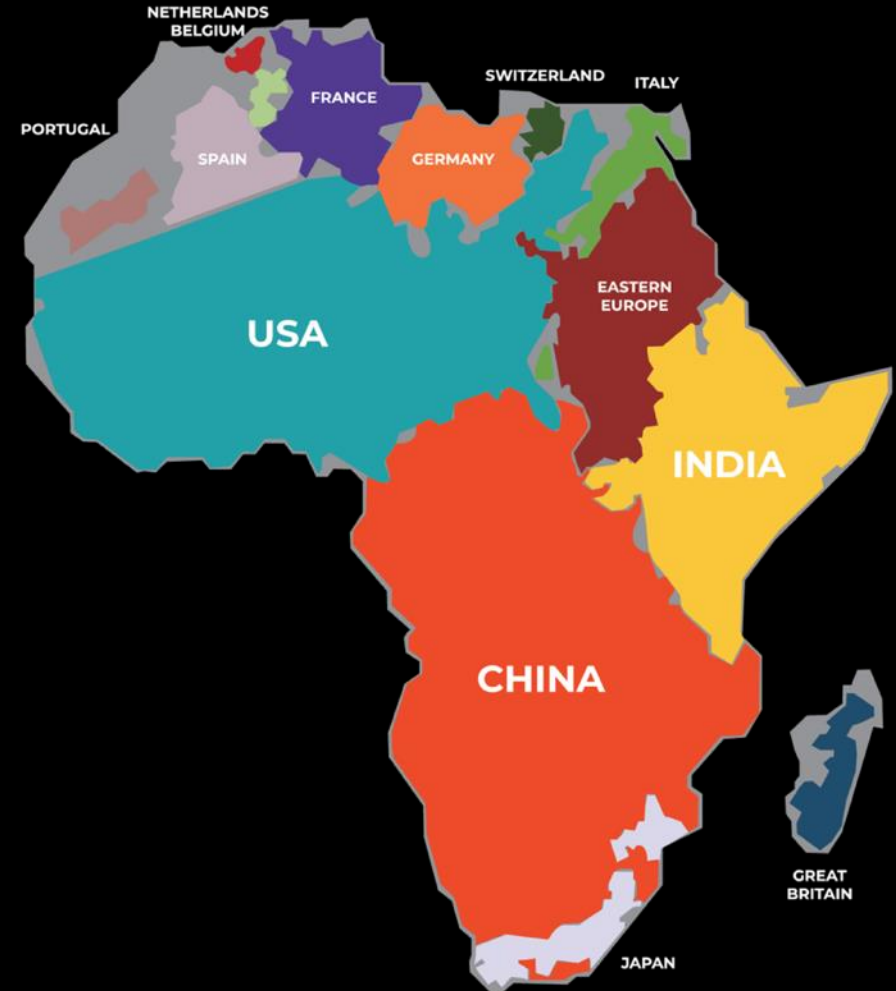 NETHERLANDS
BELGIUM
FRANCE
SWITZERLAND
ITALY
PORTUGAL
SPAIN
GERMANY
EASTERN
EUROPE
USA
INDIA
CHINA
GREAT
BRITAIN
JAPAN